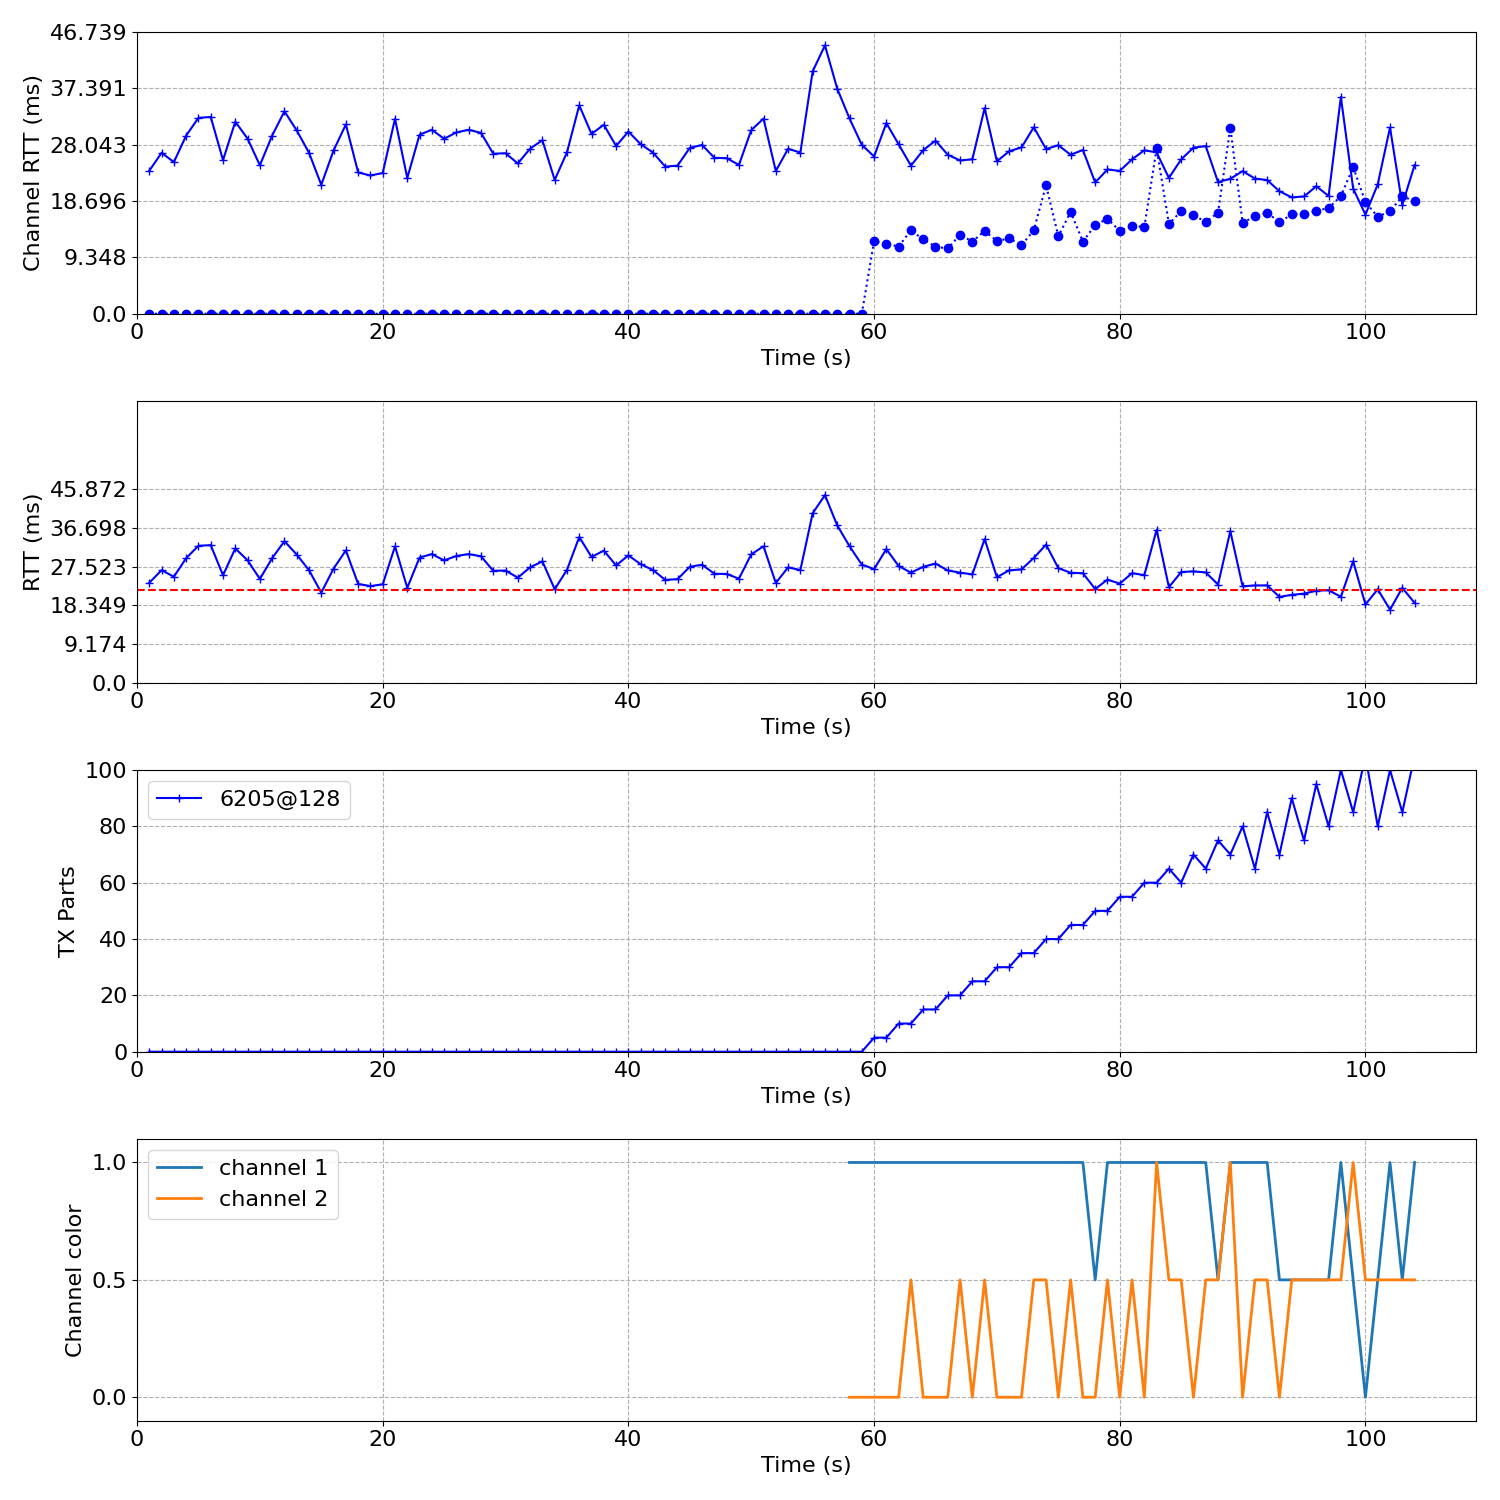 46.739
37.391
28.043
18.696
9.348
0.0
Channel RTT (ms)
0 20 40 60 80 100
Time (s)
45.872
36.698
27.523
18.349
9.174
0.0
RTT (ms)
0 20 40 60 80 100
Time (s)
100
80
60
40
20
0
TX Parts
6205@128
0 20 40 60 80 100
Time (s)
1.0
0.5
0.0
Channel color
channel 1
channel 2
0 20 40 60 80 100
Time (s)